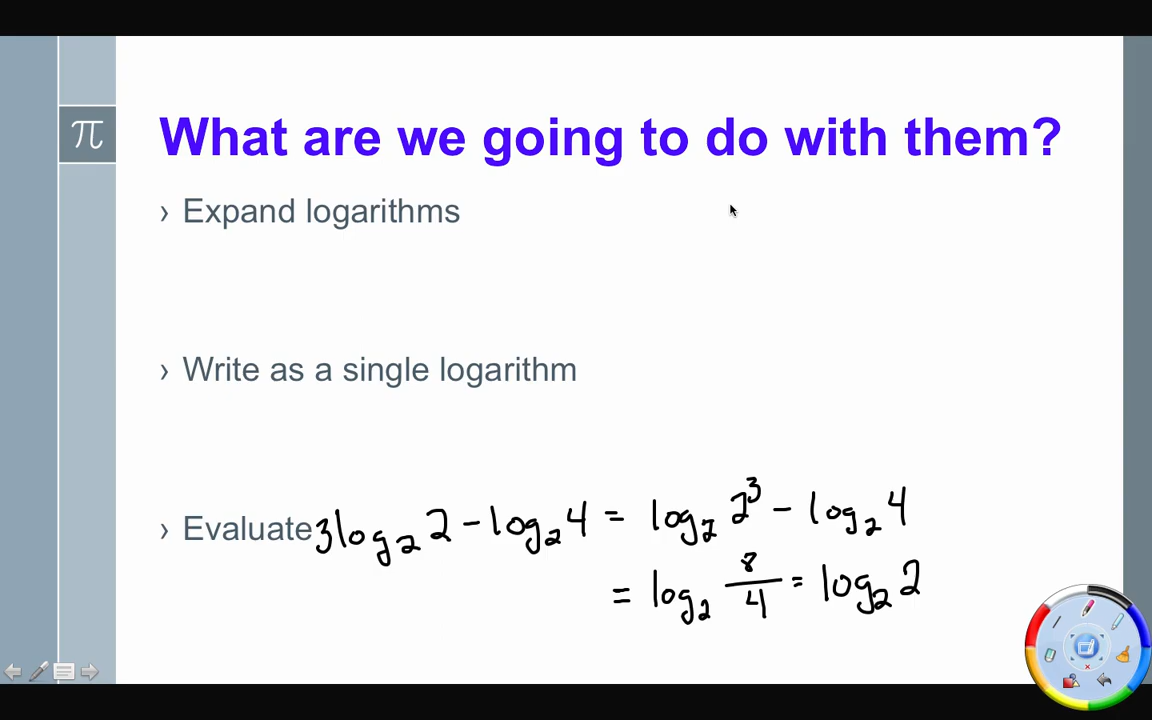 π
What are we going to do with them?
› Expand logarithms
› Write as a single logarithm
› Evaluate 3log₂2 - log₂4 = log₂2³ - log₂4
= log₂ 8/4 = log₂2